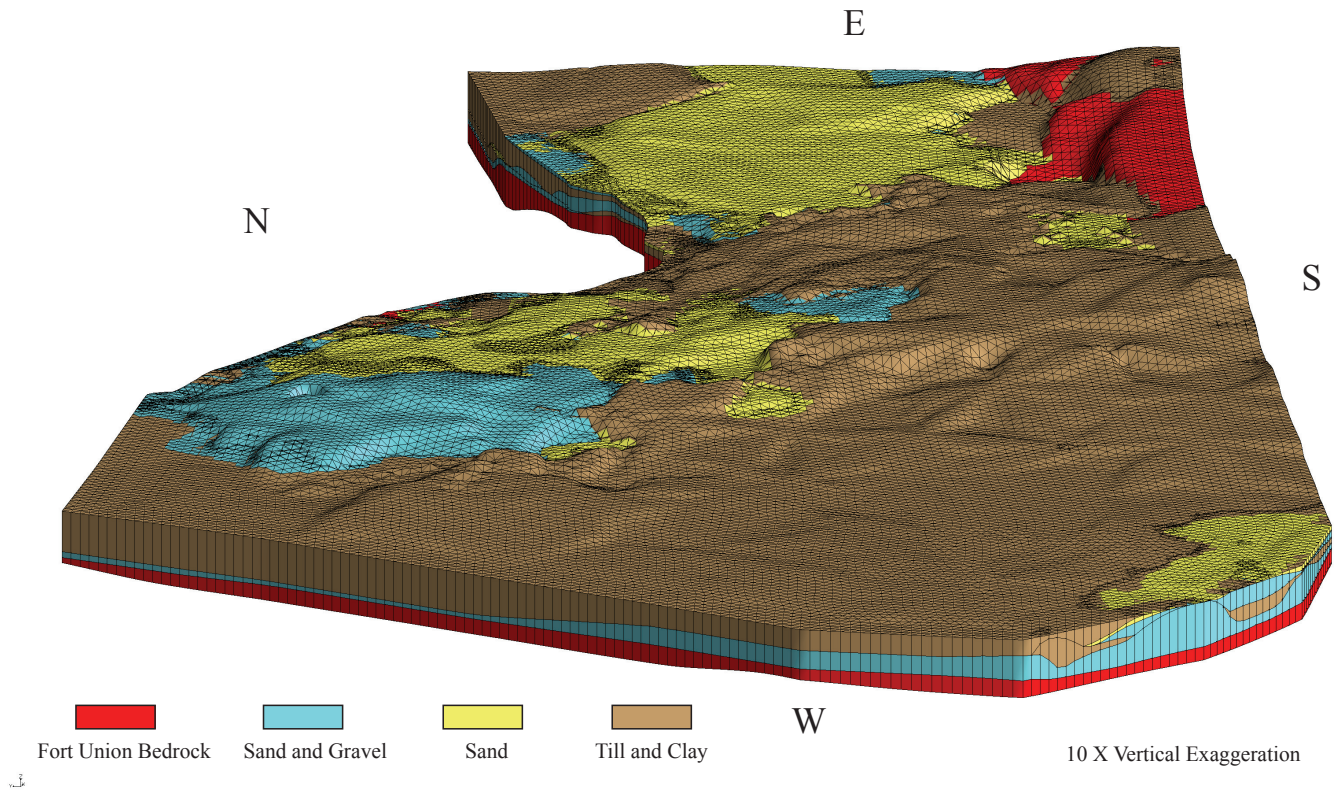 E
N
S
W
Fort Union Bedrock
Sand and Gravel
Sand
Till and Clay
10 X Vertical Exaggeration
Z